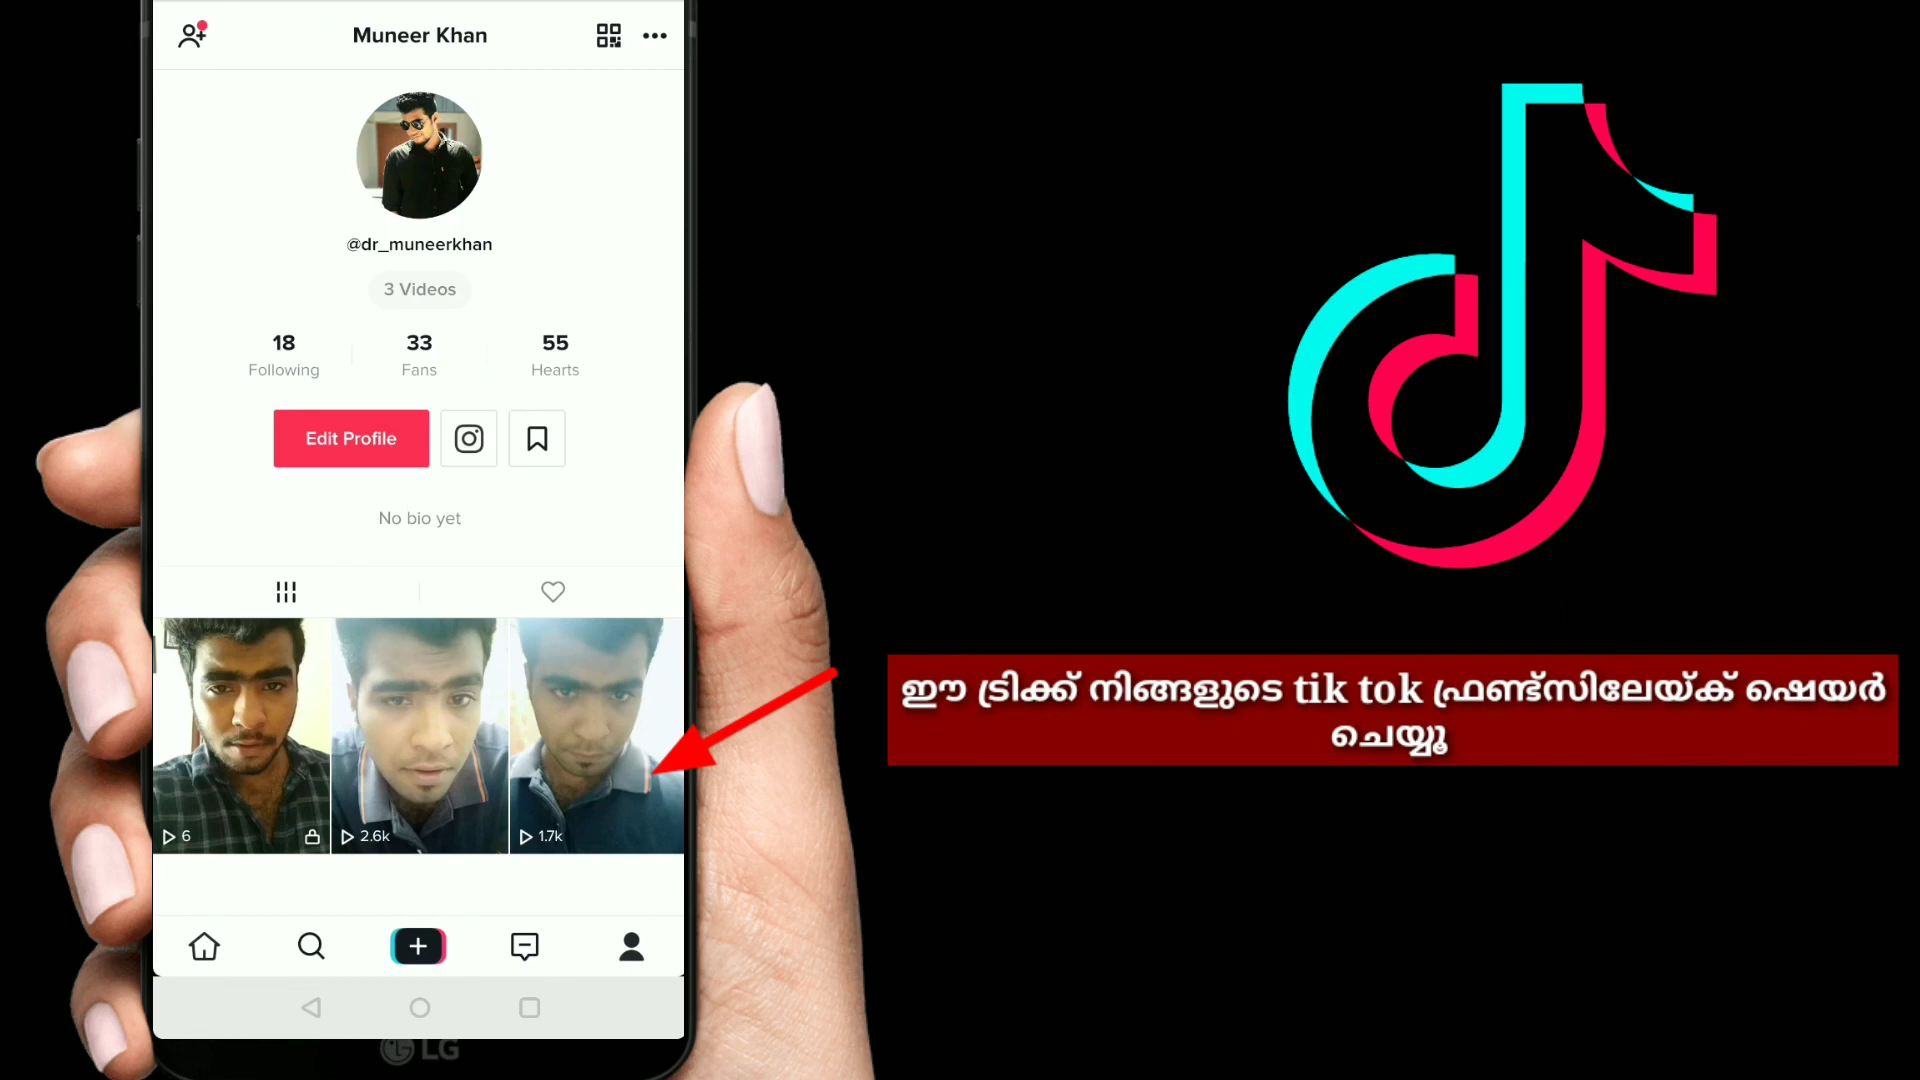 Muneer Khan
@dr_muneerkhan
3 Videos
18 33 55
Following Fans Hearts
Edit Profile
No bio yet
6 2.6k 1.7k
LG
ഈ ട്രിക്ക് നിങ്ങളുടെ tik tok ഫ്രണ്ട്സിലേയ്ക് ഷെയർ
ചെയ്യൂ